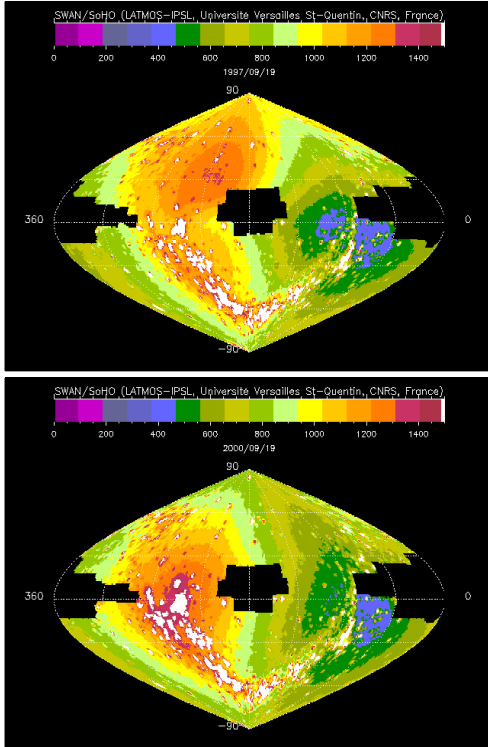 SWAN/SoHO (LATMOS-IPSL, Université Versailles St-Quentin, CNRS, France)
0 200 400 600 800 1000 1200 1400
1997/09/19
90
360 0
-90
SWAN/SoHO (LATMOS-IPSL, Université Versailles St-Quentin, CNRS, France)
0 200 400 600 800 1000 1200 1400
2000/09/19
90
360 0
-90